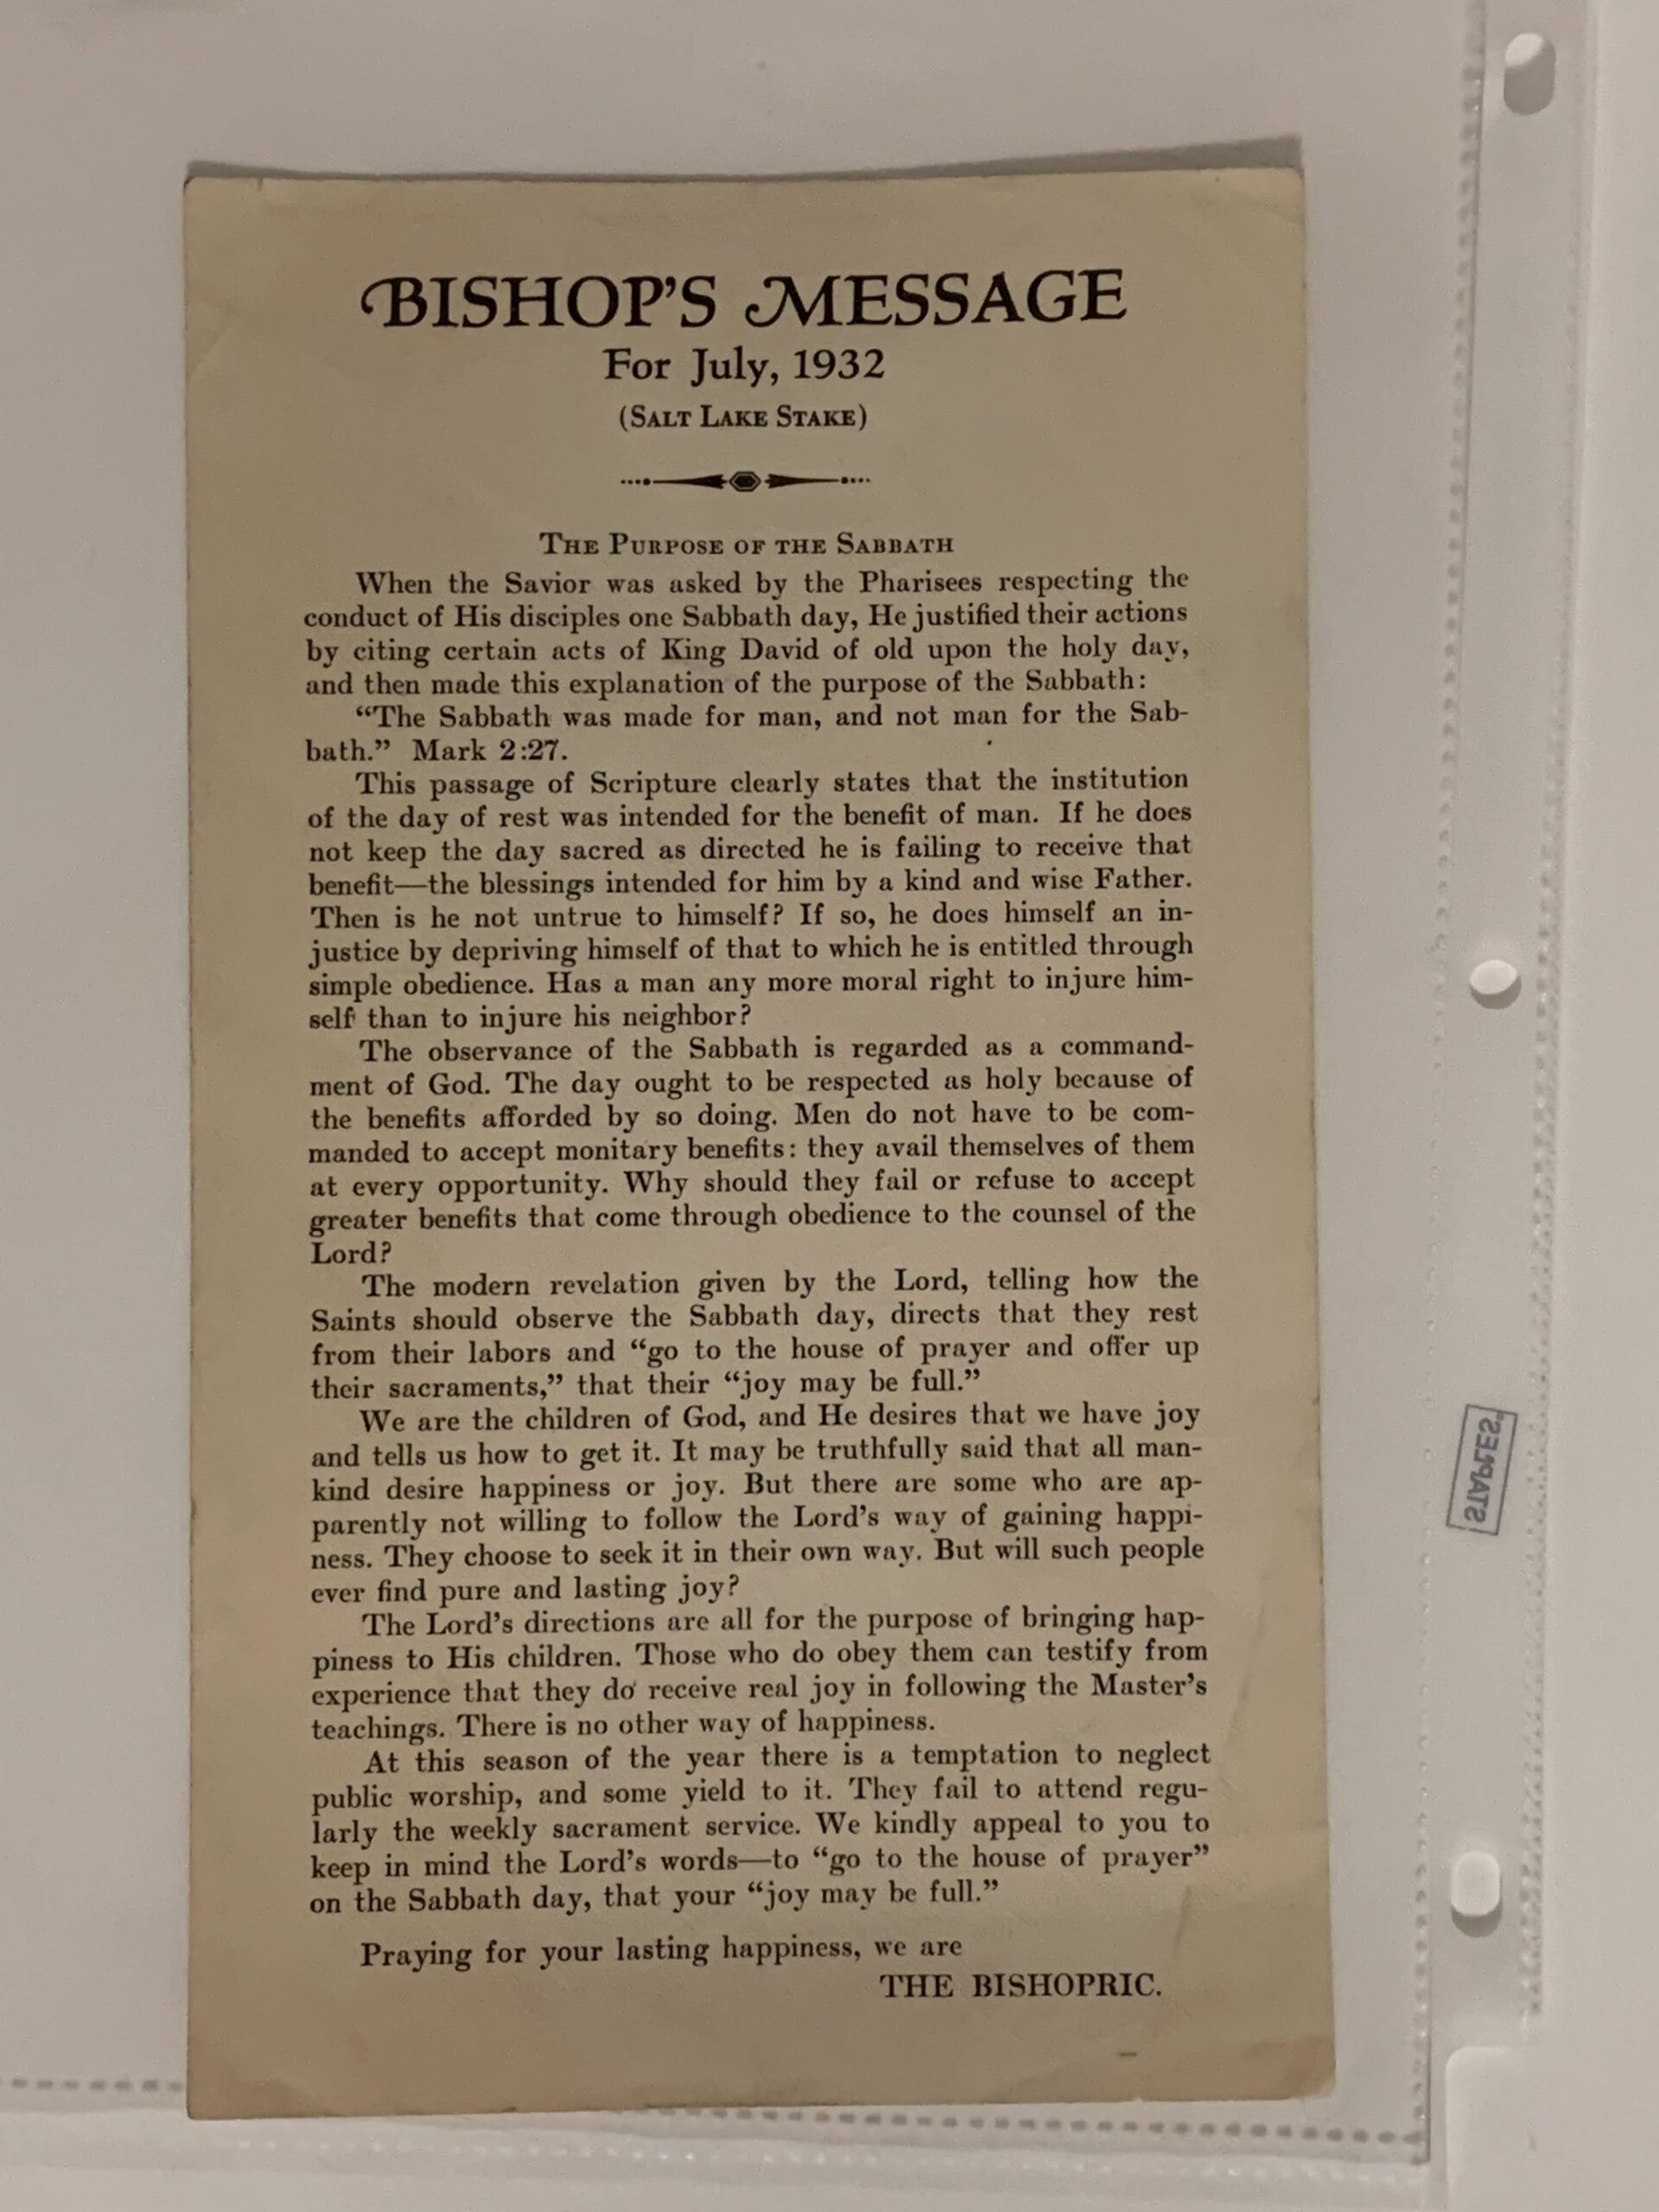 BISHOP'S MESSAGE
For July, 1932
(SALT LAKE STAKE)
THE PURPOSE OF THE SABBATH
When the Savior was asked by the Pharisees respecting the
conduct of His disciples one Sabbath day, He justified their actions
by citing certain acts of King David of old upon the holy day,
and then made this explanation of the purpose of the Sabbath:
“The Sabbath was made for man, and not man for the Sab-
bath.” Mark 2:27.
This passage of Scripture clearly states that the institution
of the day of rest was intended for the benefit of man. If he does
not keep the day sacred as directed he is failing to receive that
benefit—the blessings intended for him by a kind and wise Father.
Then is he not untrue to himself? If so, he does himself an in-
justice by depriving himself of that to which he is entitled through
simple obedience. Has a man any more moral right to injure him-
self than to injure his neighbor?
The observance of the Sabbath is regarded as a command-
ment of God. The day ought to be respected as holy because of
the benefits afforded by so doing. Men do not have to be com-
manded to accept monitary benefits: they avail themselves of them
at every opportunity. Why should they fail or refuse to accept
greater benefits that come through obedience to the counsel of the
Lord?
The modern revelation given by the Lord, telling how the
Saints should observe the Sabbath day, directs that they rest
from their labors and “go to the house of prayer and offer up
their sacraments,” that their “joy may be full.”
We are the children of God, and He desires that we have joy
and tells us how to get it. It may be truthfully said that all man-
kind desire happiness or joy. But there are some who are ap-
parently not willing to follow the Lord's way of gaining happi-
ness. They choose to seek it in their own way. But will such people
ever find pure and lasting joy?
The Lord's directions are all for the purpose of bringing hap-
piness to His children. Those who do obey them can testify from
experience that they do receive real joy in following the Master's
teachings. There is no other way of happiness.
At this season of the year there is a temptation to neglect
public worship, and some yield to it. They fail to attend regu-
larly the weekly sacrament service. We kindly appeal to you to
keep in mind the Lord's words—to “go to the house of prayer”
on the Sabbath day, that your “joy may be full.”
Praying for your lasting happiness, we are
THE BISHOPRIC.
STAPLES